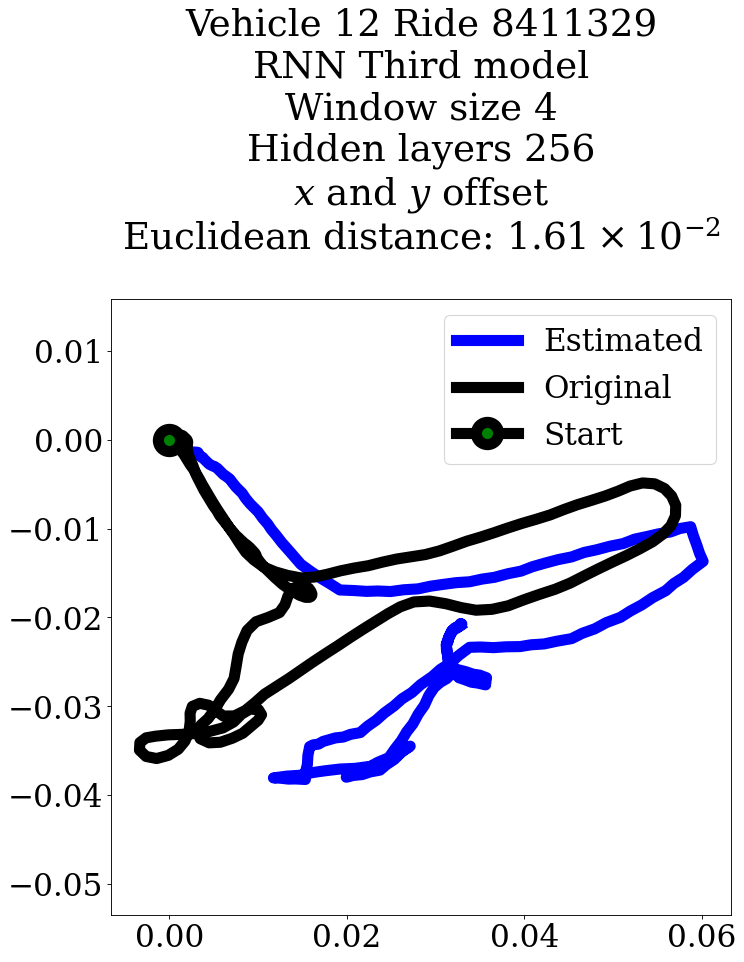 Vehicle 12 Ride 8411329
RNN Third model
Window size 4
Hidden layers 256
x and y offset
Euclidean distance: 1.61 × 10⁻²
Estimated
Original
Start
0.01
0.00
−0.01
−0.02
−0.03
−0.04
−0.05
0.00 0.02 0.04 0.06